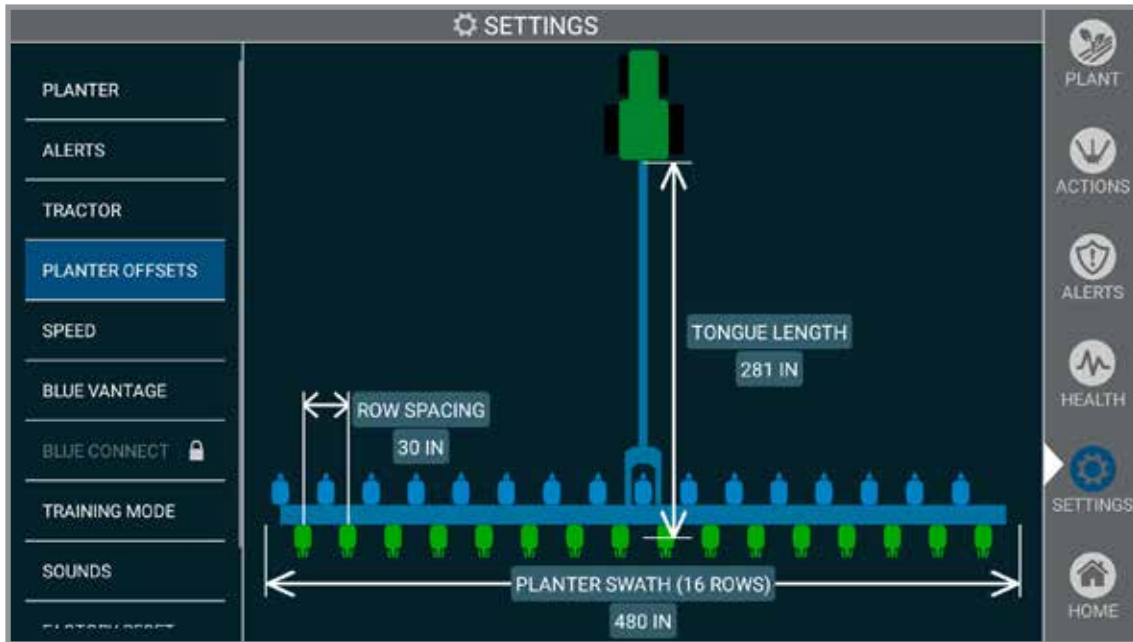 SETTINGS
PLANTER
ALERTS
TRACTOR
PLANTER OFFSETS
SPEED
BLUE VANTAGE
BLUE CONNECT
TRAINING MODE
SOUNDS
TONGUE LENGTH
281 IN
ROW SPACING
30 IN
PLANTER SWATH (16 ROWS)
480 IN
PLANT
ACTIONS
ALERTS
HEALTH
SETTINGS
HOME